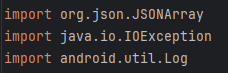 import org.json.JSONArray
import java.io.IOException
import android.util.Log